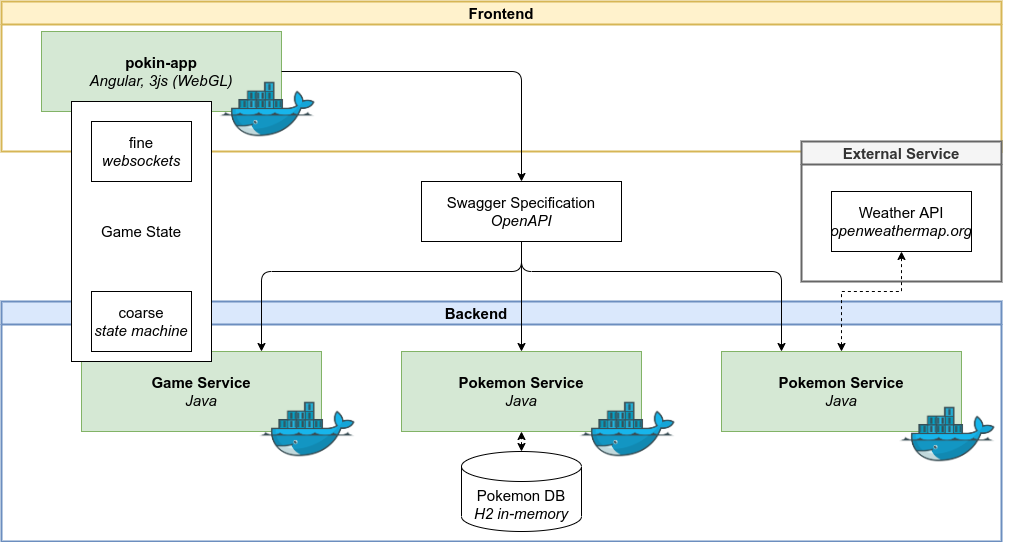 Frontend
pokin-app
Angular, 3js (WebGL)
fine
websockets
Game State
coarse
state machine
Swagger Specification
OpenAPI
External Service
Weather API
openweathermap.org
Backend
Game Service
Java
Pokemon Service
Java
Pokemon Service
Java
Pokemon DB
H2 in-memory